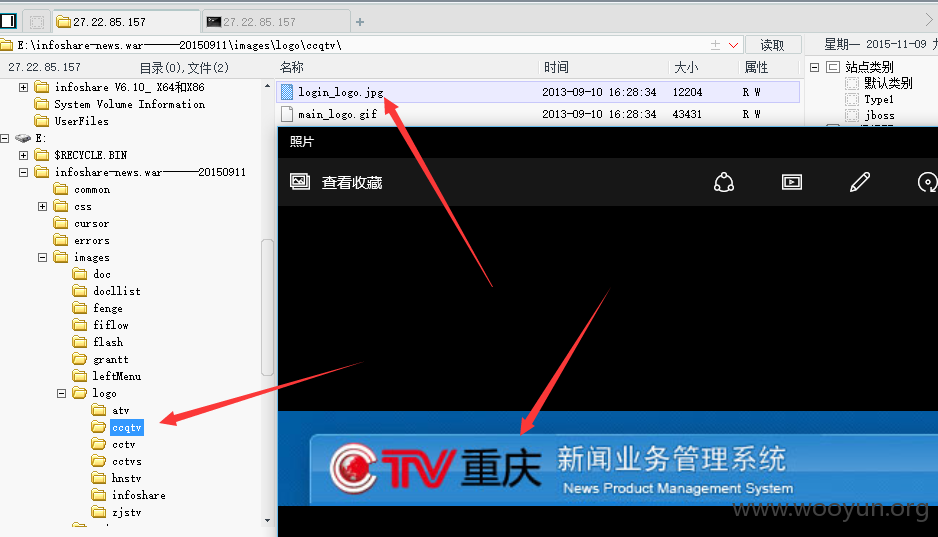 27.22.85.157
27.22.85.157
E:\infoshare-news.war——20150911\images\logo\ccqtv\
读取
星期一 2015-11-09
27.22.85.157
目录(0),文件(2)
名称
时间
大小
属性
站点类别
默认类别
Type1
jboss
infoshare V6.10_ X64和X86
System Volume Information
UserFiles
E:
$RECYCLE.BIN
infoshare-news.war——20150911
common
css
cursor
errors
images
doc
docllist
fenge
fiflow
flash
grantt
leftMenu
logo
atv
ccqtv
cctv
cctvs
hnstv
infoshare
zjstv
login_logo.jpg 2013-09-10 16:28:34 12204 R W
main_logo.gif 2013-09-10 16:28:34 43431 R W
照片
查看收藏
CTV重庆
新闻业务管理系统
News Product Management System
www.wooyun.org